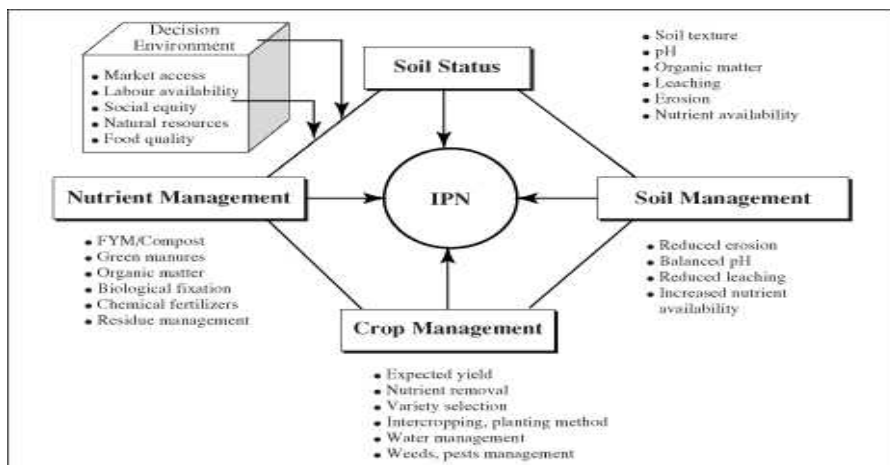 Decision
Environment
• Market access
• Labour availability
• Social equity
• Natural resources
• Food quality
Soil Status
• Soil texture
• pH
• Organic matter
• Leaching
• Erosion
• Nutrient availability
Nutrient Management
• FYM/Compost
• Green manures
• Organic matter
• Biological fixation
• Chemical fertilizers
• Residue management
IPN
Soil Management
• Reduced erosion
• Balanced pH
• Reduced leaching
• Increased nutrient
availability
Crop Management
• Expected yield
• Nutrient removal
• Variety selection
• Intercropping, planting method
• Water management
• Weeds, pests management